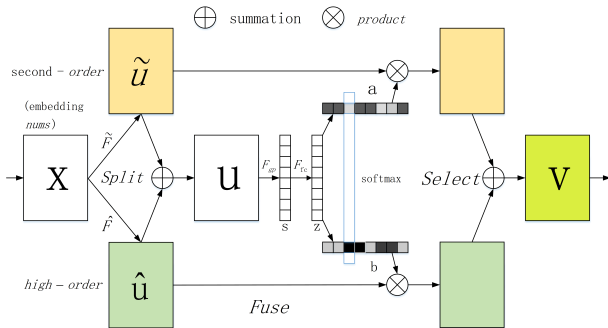 summation
product
second-order
ũ
a
(embedding
nums)
F̃
X
Split
U
F_gp
F_fc
softmax
Select
V
F̂
s
z
high-order
û
b
Fuse